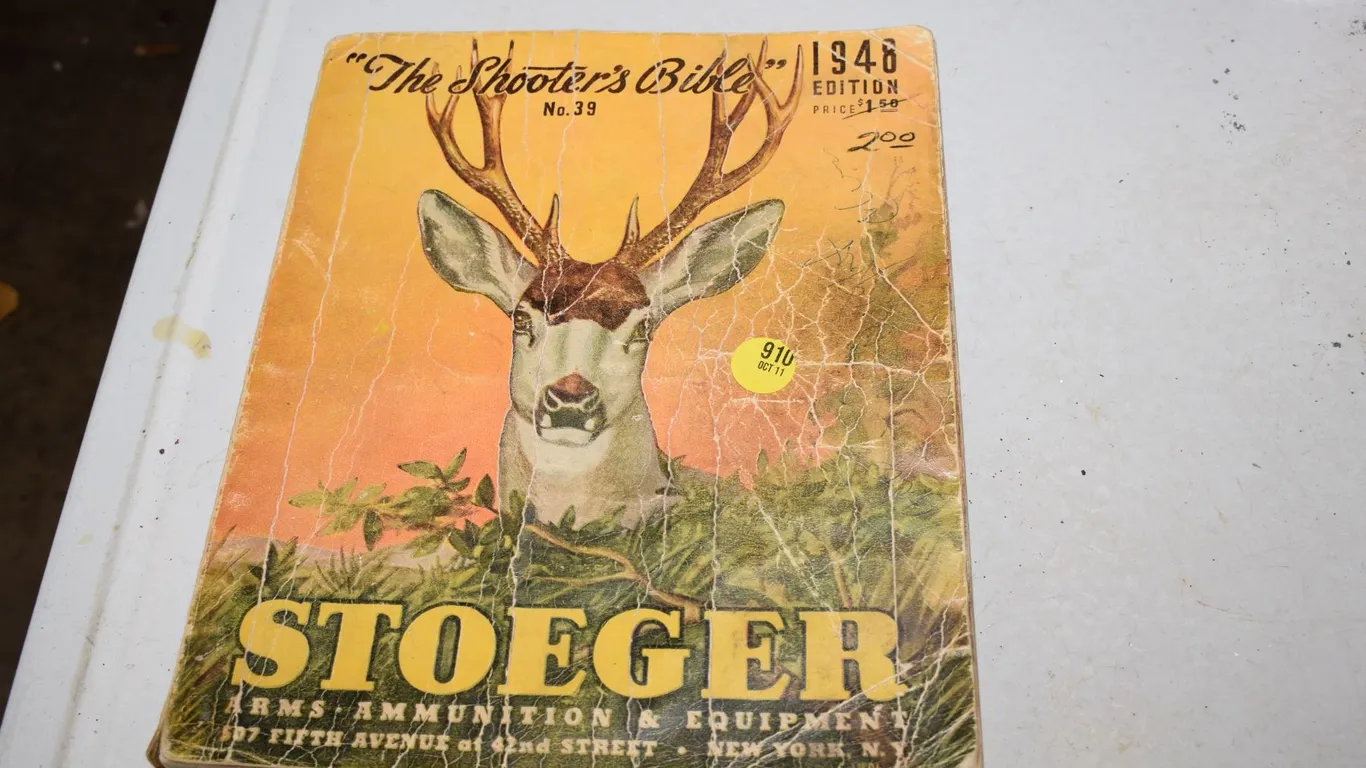 "The Shooter's Bible"
No. 39
1948
EDITION
PRICE $1.50
2.00
910
OCT 11
STOEGER
ARMS · AMMUNITION & EQUIPMENT
507 FIFTH AVENUE at 42nd STREET · NEW YORK, N.Y.